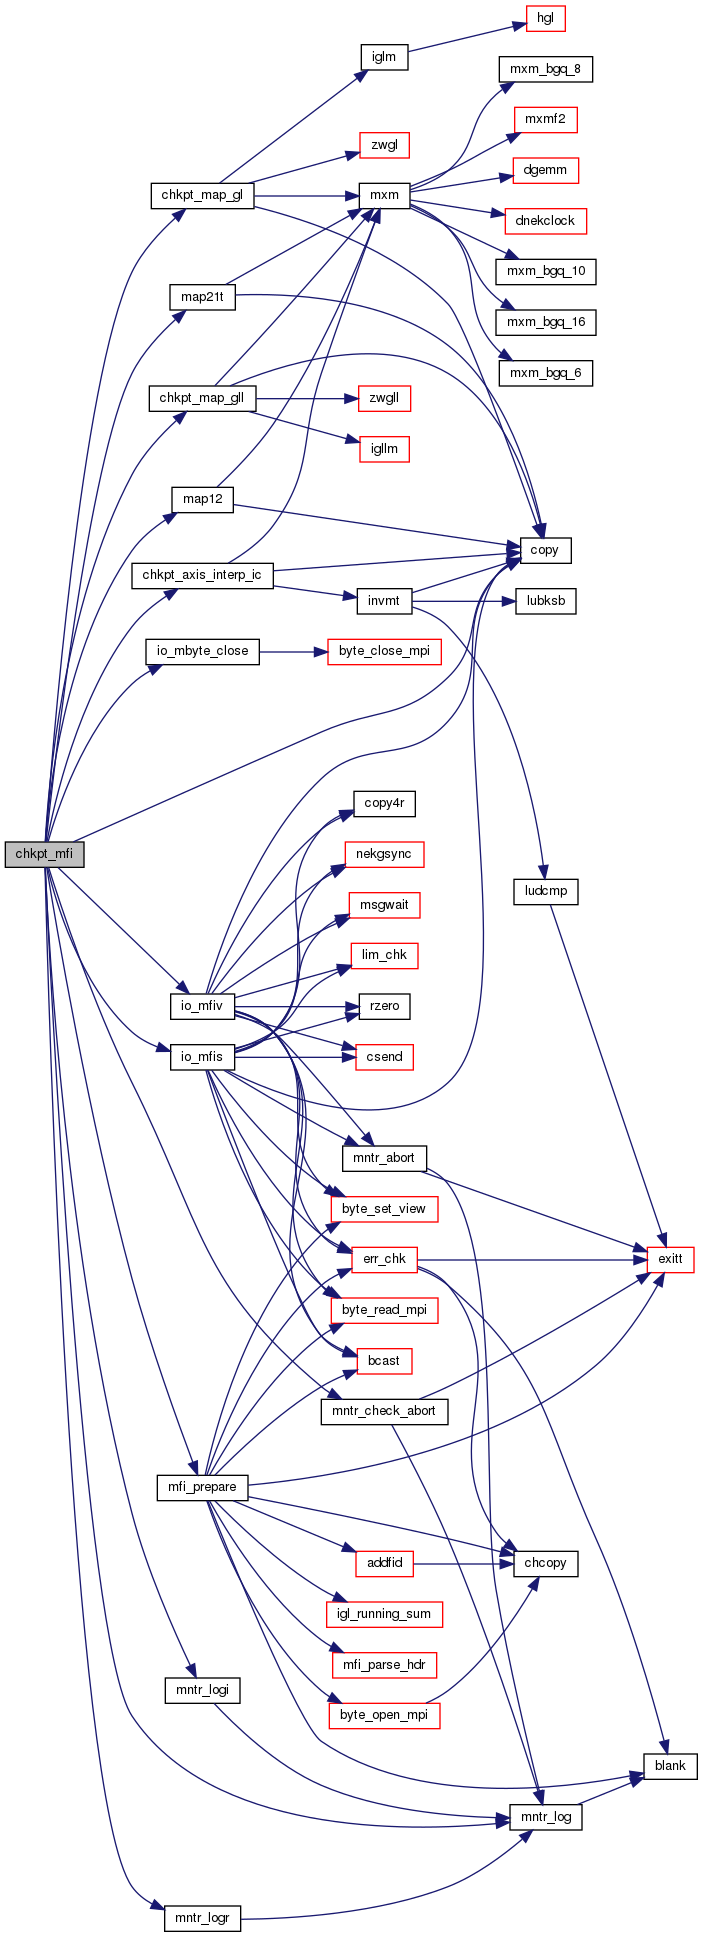 hgl
iglm
mxm_bgq_8
mxmf2
zwgl
dgemm
chkpt_map_gl
mxm
dnekclock
mxm_bgq_10
map21t
mxm_bgq_16
mxm_bgq_6
chkpt_map_gll
zwgll
igllm
map12
copy
chkpt_axis_interp_ic
invmt
lubksb
io_mbyte_close
byte_close_mpi
copy4r
chkpt_mfi
nekgsync
ludcmp
msgwait
lim_chk
io_mfiv
rzero
io_mfis
csend
mntr_abort
byte_set_view
err_chk
exitt
byte_read_mpi
bcast
mntr_check_abort
mfi_prepare
addfid
chcopy
igl_running_sum
mfi_parse_hdr
mntr_logi
byte_open_mpi
blank
mntr_log
mntr_logr